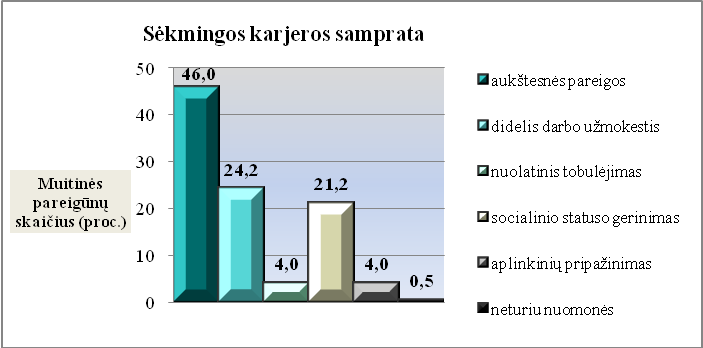 Sėkmingos karjeros samprata
50
40
30
20
10
0
Muitinės
pareigūnų
skaičius (proc.)
46,0
24,2
4,0
21,2
4,0
0,5
aukštesnės pareigos
didelis darbo užmokestis
nuolatinis tobulėjimas
socialinio statuso gerinimas
aplinkinių pripažinimas
neturiu nuomonės